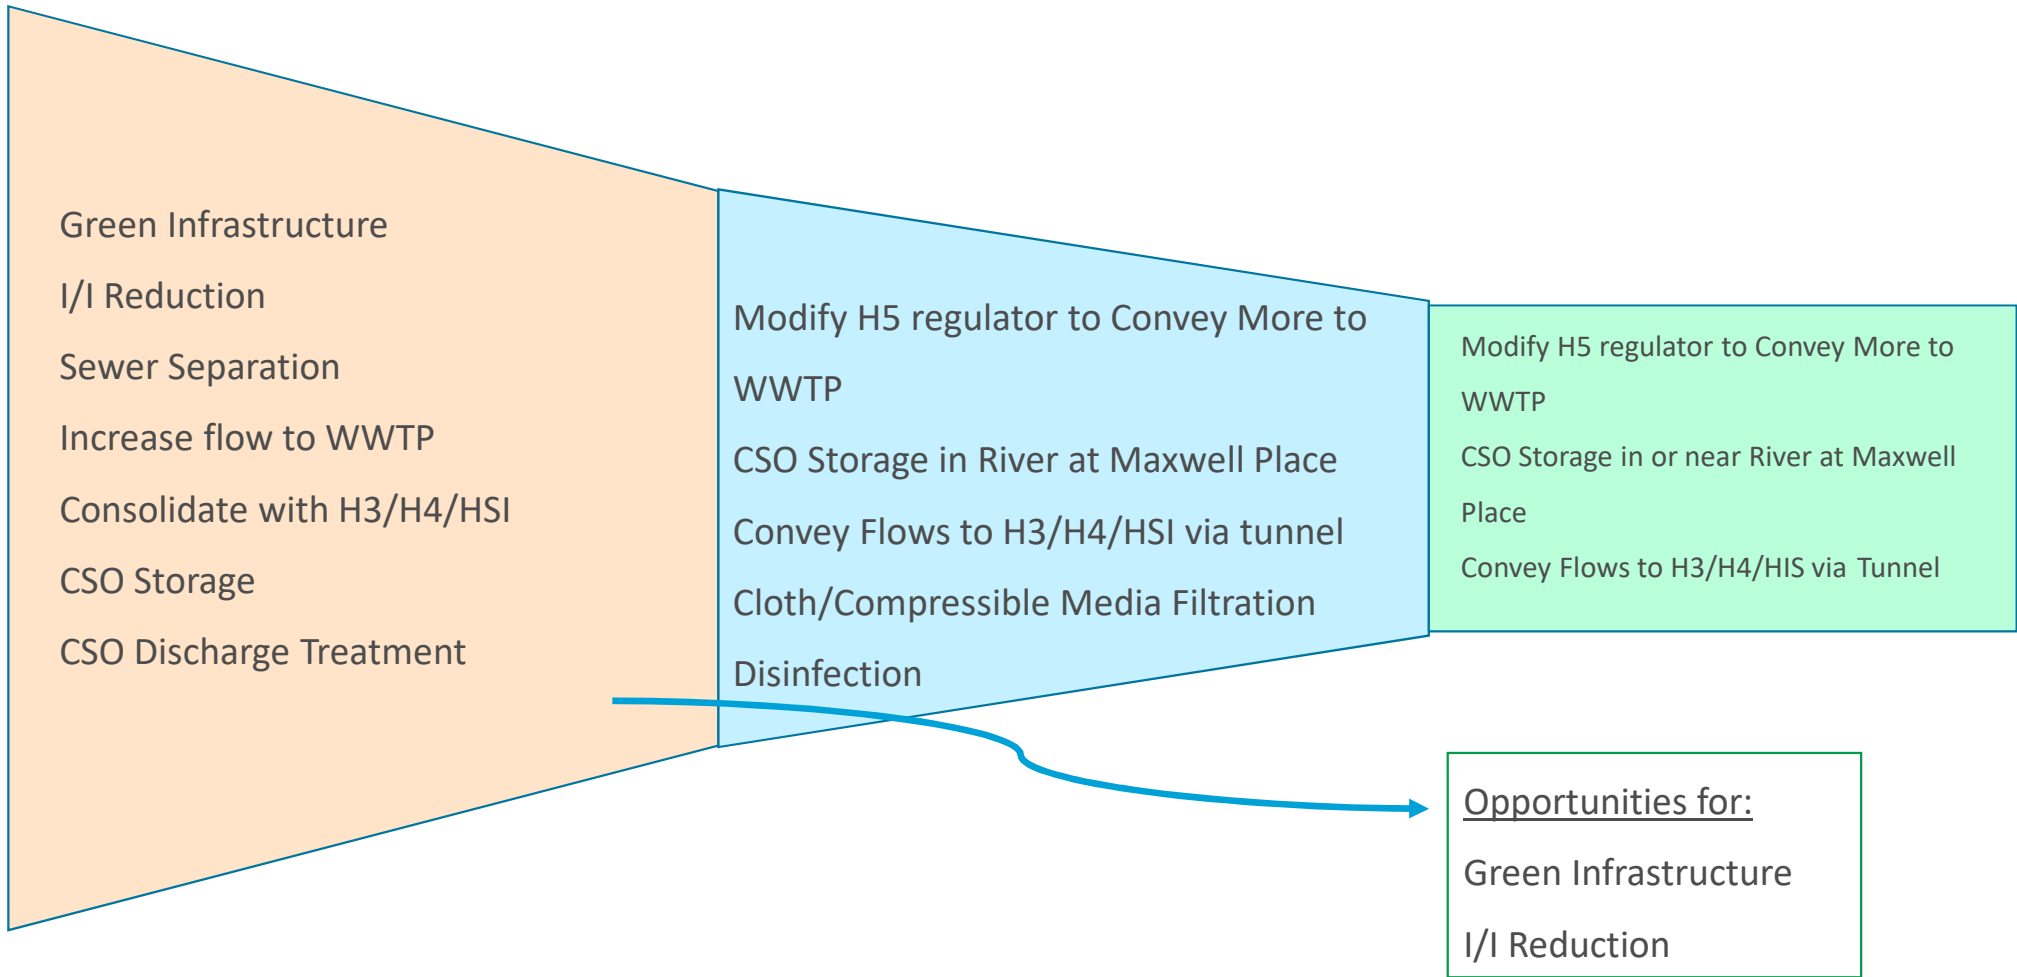 Green Infrastructure
I/I Reduction
Sewer Separation
Increase flow to WWTP
Consolidate with H3/H4/HSI
CSO Storage
CSO Discharge Treatment
Modify H5 regulator to Convey More to
WWTP
CSO Storage in River at Maxwell Place
Convey Flows to H3/H4/HSI via tunnel
Cloth/Compressible Media Filtration
Disinfection
Modify H5 regulator to Convey More to
WWTP
CSO Storage in or near River at Maxwell
Place
Convey Flows to H3/H4/HIS via Tunnel
Opportunities for:
Green Infrastructure
I/I Reduction